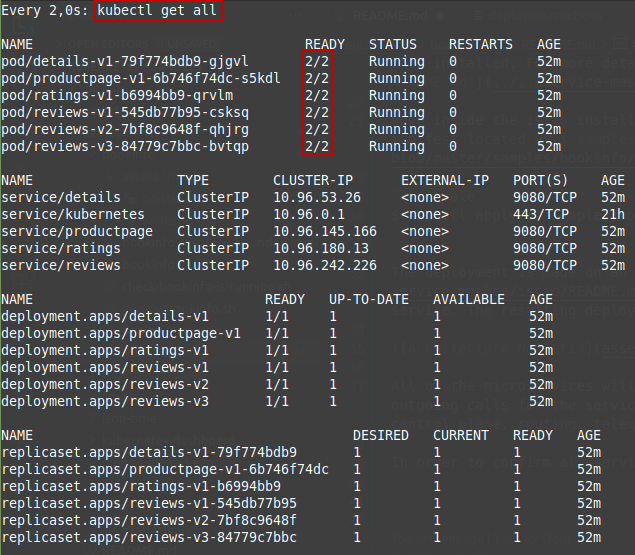 Every 2,0s: kubectl get all
NAME READY STATUS RESTARTS AGE
pod/details-v1-79f774bdb9-gjgvl 2/2 Running 0 52m
pod/productpage-v1-6b746f74dc-s5kdl 2/2 Running 0 52m
pod/ratings-v1-b6994bb9-qrvlm 2/2 Running 0 52m
pod/reviews-v1-545db77b95-csksq 2/2 Running 0 52m
pod/reviews-v2-7bf8c9648f-qhjrg 2/2 Running 0 52m
pod/reviews-v3-84779c7bbc-bvtqp 2/2 Running 0 52m
NAME TYPE CLUSTER-IP EXTERNAL-IP PORT(S) AGE
service/details ClusterIP 10.96.53.26 <none> 9080/TCP 52m
service/kubernetes ClusterIP 10.96.0.1 <none> 443/TCP 21h
service/productpage ClusterIP 10.96.145.166 <none> 9080/TCP 52m
service/ratings ClusterIP 10.96.180.13 <none> 9080/TCP 52m
service/reviews ClusterIP 10.96.242.226 <none> 9080/TCP 52m
NAME READY UP-TO-DATE AVAILABLE AGE
deployment.apps/details-v1 1/1 1 1 52m
deployment.apps/productpage-v1 1/1 1 1 52m
deployment.apps/ratings-v1 1/1 1 1 52m
deployment.apps/reviews-v1 1/1 1 1 52m
deployment.apps/reviews-v2 1/1 1 1 52m
deployment.apps/reviews-v3 1/1 1 1 52m
NAME DESIRED CURRENT READY AGE
replicaset.apps/details-v1-79f774bdb9 1 1 1 52m
replicaset.apps/productpage-v1-6b746f74dc 1 1 1 52m
replicaset.apps/ratings-v1-b6994bb9 1 1 1 52m
replicaset.apps/reviews-v1-545db77b95 1 1 1 52m
replicaset.apps/reviews-v2-7bf8c9648f 1 1 1 52m
replicaset.apps/reviews-v3-84779c7bbc 1 1 1 52m